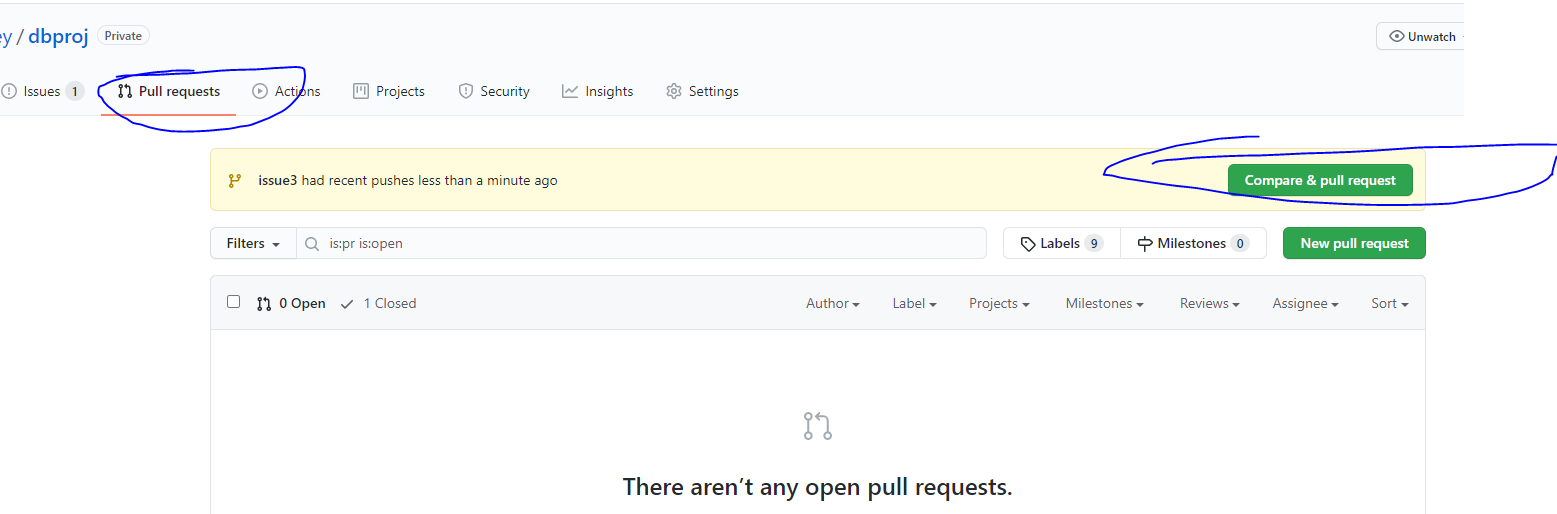 ey / dbproj Private Unwatch
Issues 1 Pull requests Actions Projects Security Insights Settings
issue3 had recent pushes less than a minute ago Compare & pull request
Filters is:pr is:open Labels 9 Milestones 0 New pull request
0 Open 1 Closed Author Label Projects Milestones Reviews Assignee Sort
There aren’t any open pull requests.